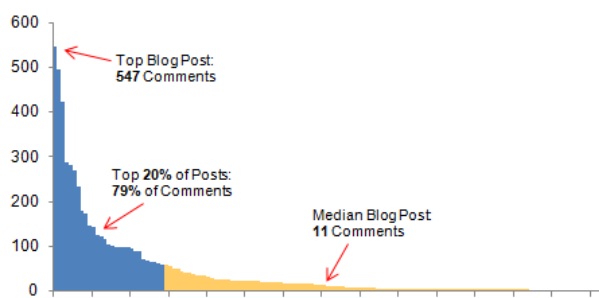 600
500
400
300
200
100
0
Top Blog Post:
547 Comments
Top 20% of Posts:
79% of Comments
Median Blog Post
11 Comments